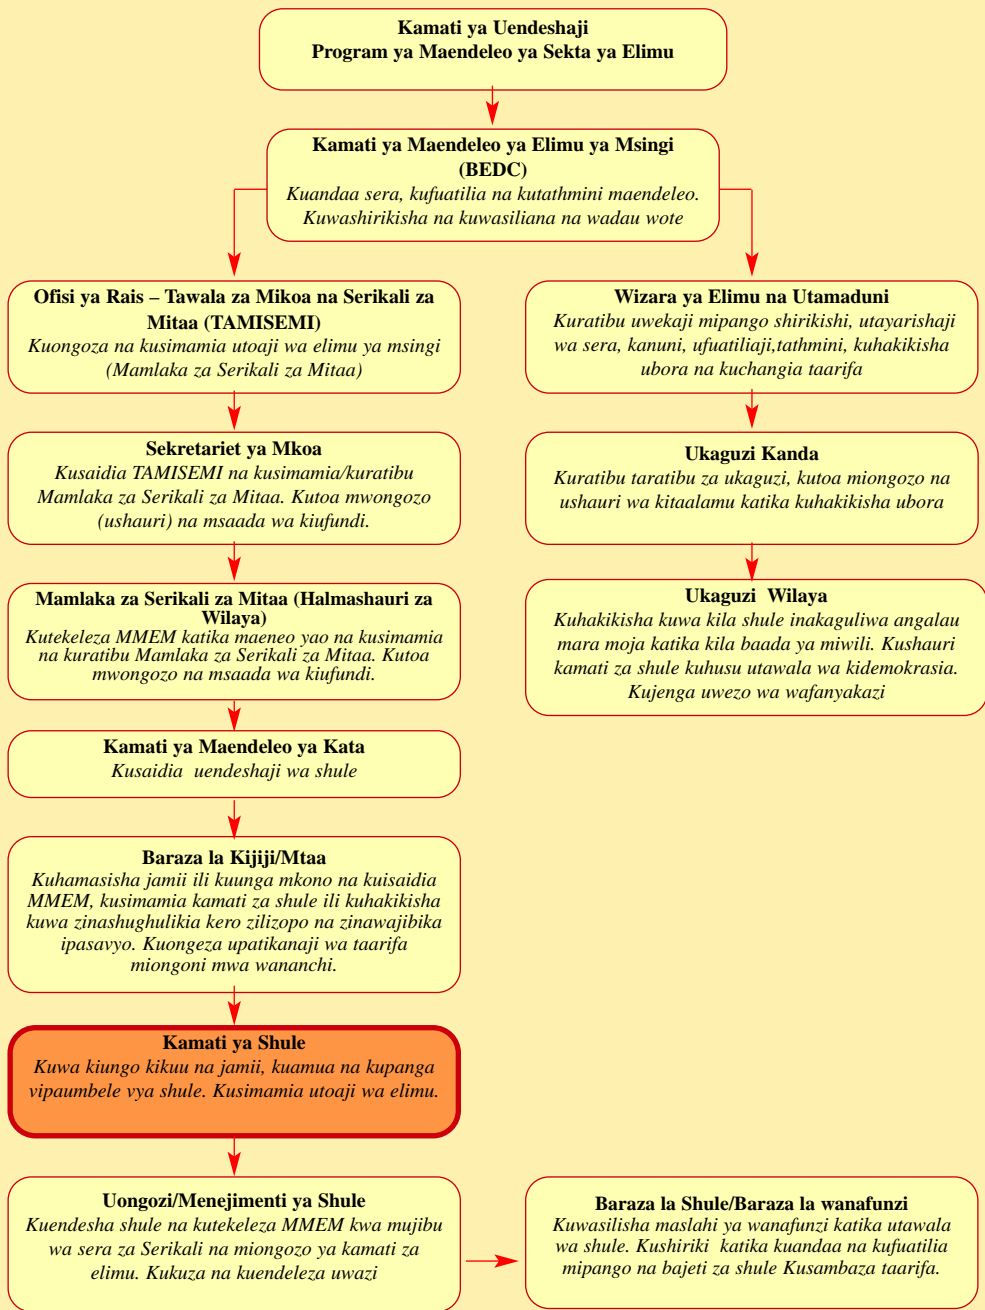 Kamati ya Uendeshaji
Program ya Maendeleo ya Sekta ya Elimu
Kamati ya Maendeleo ya Elimu ya Msingi
(BEDC)
Kuandaa sera, kufuatilia na kutathmini maendeleo.
Kuwashirikisha na kuwasiliana na wadau wote
Ofisi ya Rais – Tawala za Mikoa na Serikali za
Mitaa (TAMISEMI)
Kuongoza na kusimamia utoaji wa elimu ya msingi
(Mamlaka za Serikali za Mitaa)
Wizara ya Elimu na Utamaduni
Kuratibu uwekaji mipango shirikishi, utayarishaji
wa sera, kanuni, ufuatiliaji,tathmini, kuhakikisha
ubora na kuchangia taarifa
Sekretariet ya Mkoa
Kusaidia TAMISEMI na kusimamia/kuratibu
Mamlaka za Serikali za Mitaa. Kutoa mwongozo
(ushauri) na msaada wa kiufundi.
Ukaguzi Kanda
Kuratibu taratibu za ukaguzi, kutoa miongozo na
ushauri wa kitaalamu katika kuhakikisha ubora
Mamlaka za Serikali za Mitaa (Halmashauri za
Wilaya)
Kutekeleza MMEM katika maeneo yao na kusimamia
na kuratibu Mamlaka za Serikali za Mitaa. Kutoa
mwongozo na msaada wa kiufundi.
Ukaguzi Wilaya
Kuhakikisha kuwa kila shule inakaguliwa angalau
mara moja katika kila baada ya miwili. Kushauri
kamati za shule kuhusu utawala wa kidemokrasia.
Kujenga uwezo wa wafanyakazi
Kamati ya Maendeleo ya Kata
Kusaidia uendeshaji wa shule
Baraza la Kijiji/Mtaa
Kuhamasisha jamii ili kuunga mkono na kuisaidia
MMEM, kusimamia kamati za shule ili kuhakikisha
kuwa zinashughulikia kero zilizopo na zinawajibika
ipasavyo. Kuongeza upatikanaji wa taarifa
miongoni mwa wananchi.
Kamati ya Shule
Kuwa kiungo kikuu na jamii, kuamua na kupanga
vipaumbele vya shule. Kusimamia utoaji wa elimu.
Uongozi/Menejimenti ya Shule
Kuendesha shule na kutekeleza MMEM kwa mujibu
wa sera za Serikali na miongozo ya kamati za
elimu. Kukuza na kuendeleza uwazi
Baraza la Shule/Baraza la wanafunzi
Kuwasilisha maslahi ya wanafunzi katika utawala
wa shule. Kushiriki katika kuandaa na kufuatilia
mipango na bajeti za shule Kusambaza taarifa.